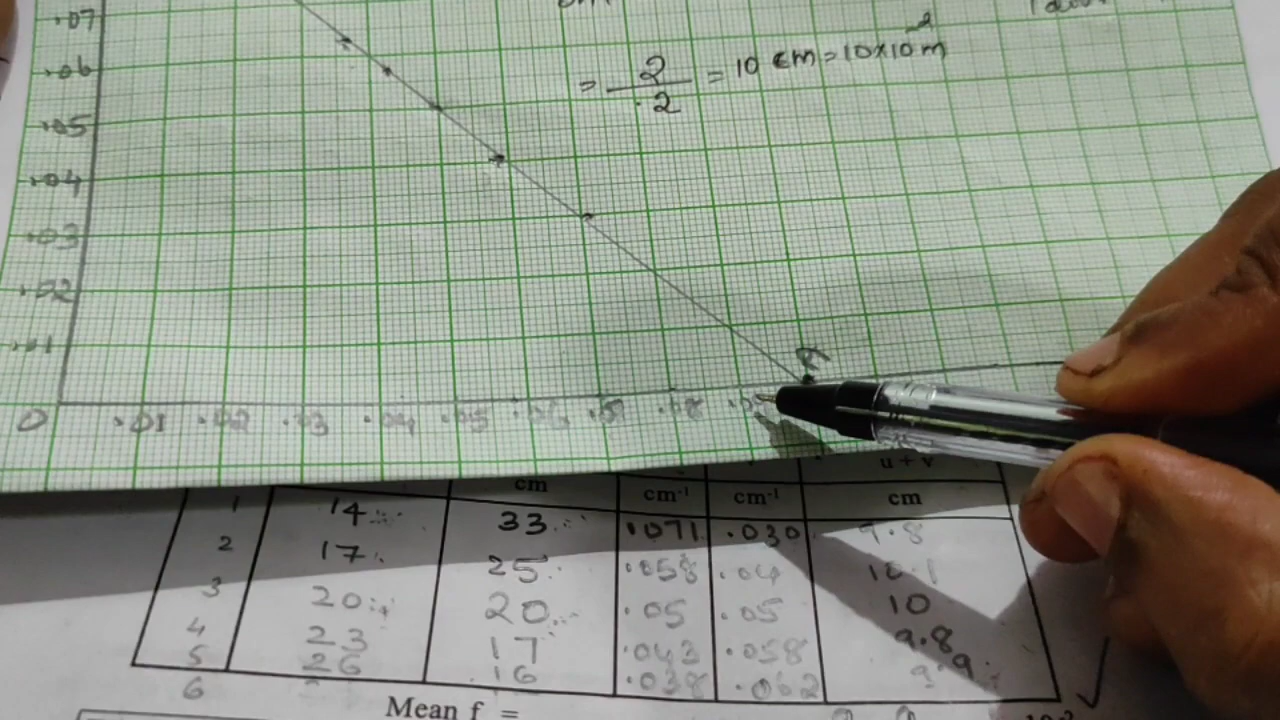 .07
.06
= 2 / .2 = 10 cm = 10×10⁻² m
.05
.04
.03
.02
.01
0 .01 .02 .03 .04 .05 .06 .08
u + v
cm cm⁻¹ cm⁻¹ cm
1 14 33 .071 .030 9.8
2 17 25 .058 .04 10.1
3 20 20 .05 .05 10
4 23 17 .043 .058 9.8
5 26 16 .038 .062 9.9
6
Mean f =